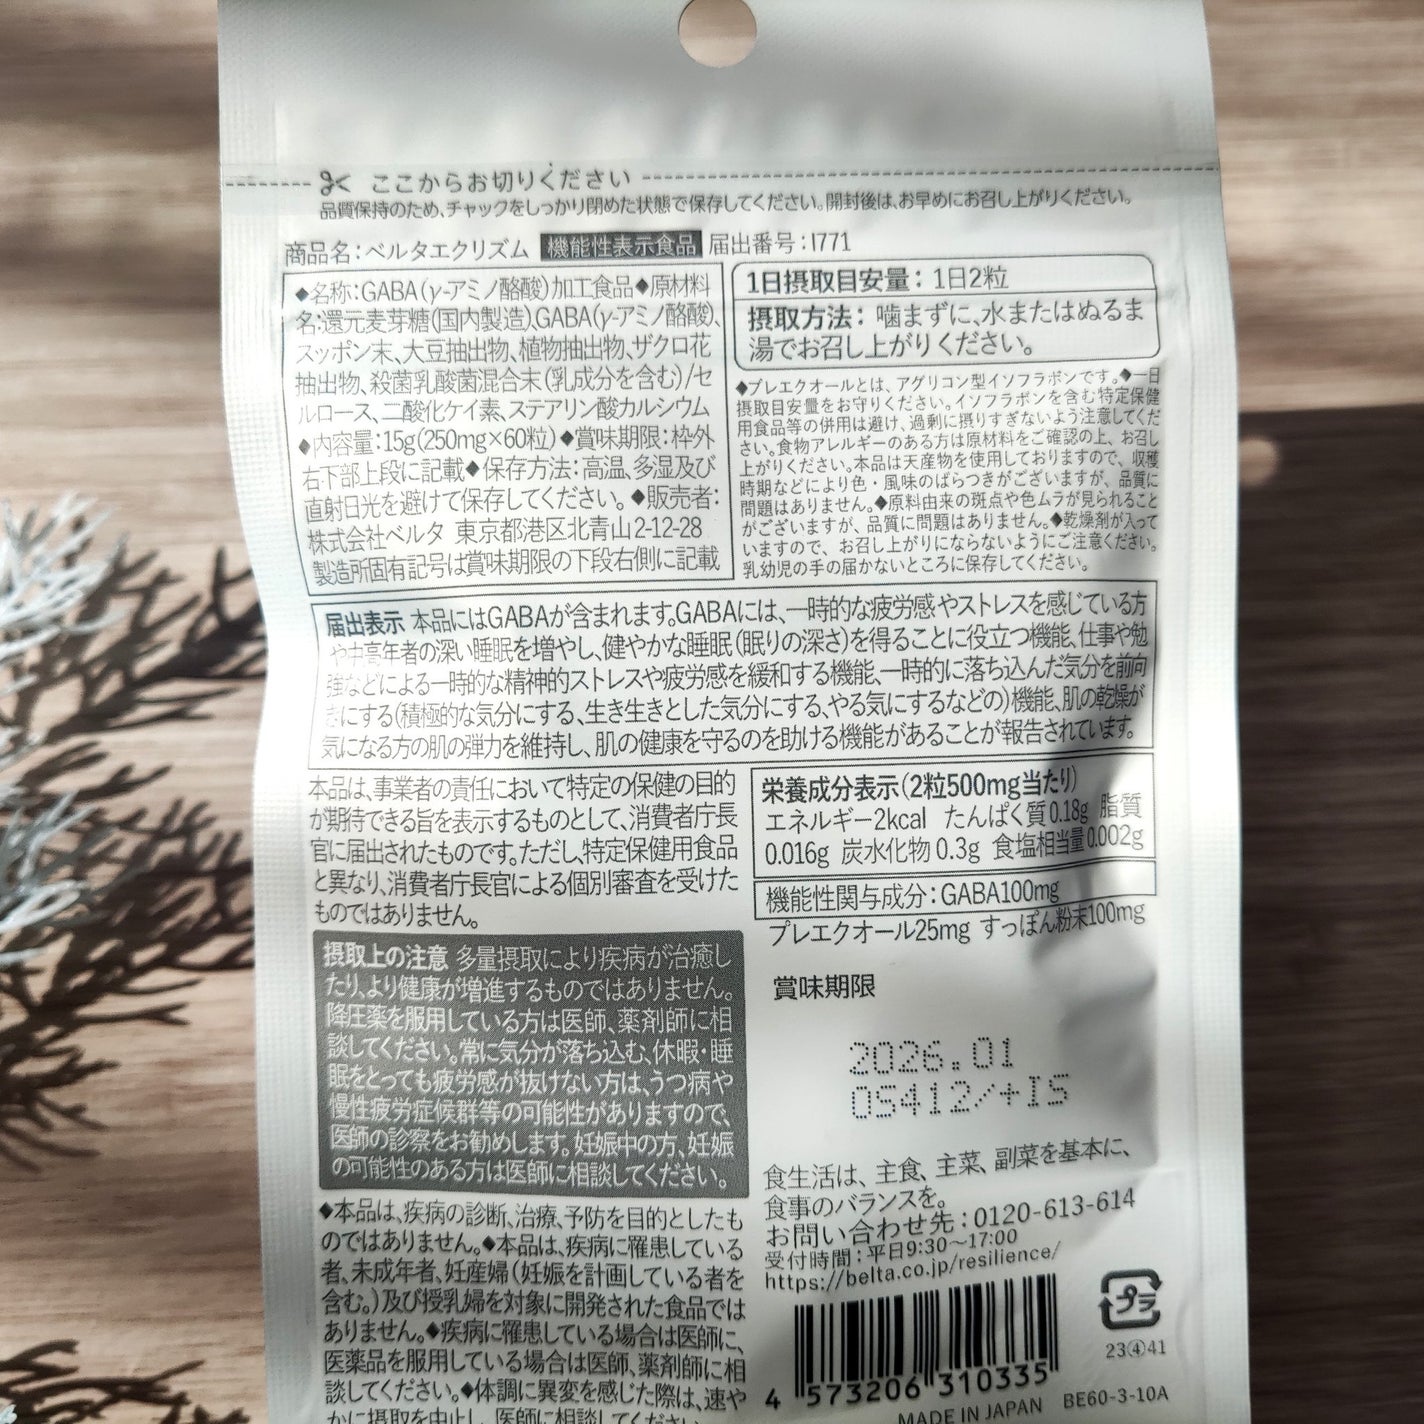 ここからお切りください
品質保持のため、チャックをしっかり閉めた状態で保存してください。開封後は、お早めにお召し上がりください。
商品名：ベルタエクリズム 機能性表示食品 届出番号：I771
◆名称：GABA（γ-アミノ酪酸）加工食品◆原材料
名：還元麦芽糖（国内製造）、GABA（γ-アミノ酪酸）、
スッポン末、大豆抽出物、植物抽出物、ザクロ花
抽出物、殺菌乳酸菌混合末（乳成分を含む）/セ
ルロース、二酸化ケイ素、ステアリン酸カルシウム
◆内容量：15g（250mg×60粒）◆賞味期限：枠外
右下部上段に記載◆保存方法：高温、多湿及び
直射日光を避けて保存してください。◆販売者：
株式会社ベルタ 東京都港区北青山2-12-28
製造所固有記号は賞味期限の下段右側に記載
1日摂取目安量：1日2粒
摂取方法：噛まずに、水またはぬるま
湯でお召し上がりください。
◆プレエクオールとは、アグリコン型イソフラボンです。◆一日
摂取目安量をお守りください。イソフラボンを含む特定保健
用食品等の併用は避け、過剰に摂りすぎないよう注意してくだ
さい。食物アレルギーのある方は原材料をご確認の上、お召し
上がりください。本品は天産物を使用しておりますので、収穫
時期などにより色・風味のばらつきがございますが、品質に
問題はありません。◆原料由来の斑点や色ムラが見られること
がございますが、品質に問題はありません。◆乾燥剤が入って
いますので、お召し上がりにならないようにご注意ください。
乳幼児の手の届かないところに保存してください。
届出表示 本品にはGABAが含まれます。GABAには、一時的な疲労感やストレスを感じている方
や中高年者の深い睡眠を増やし、健やかな睡眠（眠りの深さ）を得ることに役立つ機能、仕事や勉
強などによる一時的な精神的ストレスや疲労感を緩和する機能、一時的に落ち込んだ気分を前向
きにする（積極的な気分にする、生き生きとした気分にする、やる気にするなどの）機能、肌の乾燥が
気になる方の肌の弾力を維持し、肌の健康を守るのを助ける機能があることが報告されています。
本品は、事業者の責任において特定の保健の目的
が期待できる旨を表示するものとして、消費者庁長
官に届出されたものです。ただし、特定保健用食品
と異なり、消費者庁長官による個別審査を受けた
ものではありません。
栄養成分表示（2粒500mg当たり）
エネルギー2kcal たんぱく質0.18g 脂質
0.016g 炭水化物0.3g 食塩相当量0.002g
機能性関与成分：GABA100mg
プレエクオール25mg すっぽん粉末100mg
摂取上の注意 多量摂取により疾病が治癒し
たり、より健康が増進するものではありません。
降圧薬を服用している方は医師、薬剤師に相
談してください。常に気分が落ち込む、休暇・睡
眠をとっても疲労感が抜けない方は、うつ病や
慢性疲労症候群等の可能性がありますので、
医師の診察をお勧めします。妊娠中の方、妊娠
の可能性のある方は医師に相談してください。
◆本品は、疾病の診断、治療、予防を目的としたも
のではありません。◆本品は、疾病に罹患している
者、未成年者、妊産婦（妊娠を計画している者を
含む。）及び授乳婦を対象に開発された食品では
ありません。◆疾病に罹患している場合は医師に、
医薬品を服用している場合は医師、薬剤師に相
談してください。◆体調に異変を感じた際は、速や
かに摂取を中止し、医師に相談してください。
賞味期限
2026.01
05412/+IS
食生活は、主食、主菜、副菜を基本に、
食事のバランスを。
お問い合わせ先：0120-613-614
受付時間：平日9:30～17:00
https://belta.co.jp/resilience/
プラ
23④41
4 573206 310335
MADE IN JAPAN BE60-3-10A